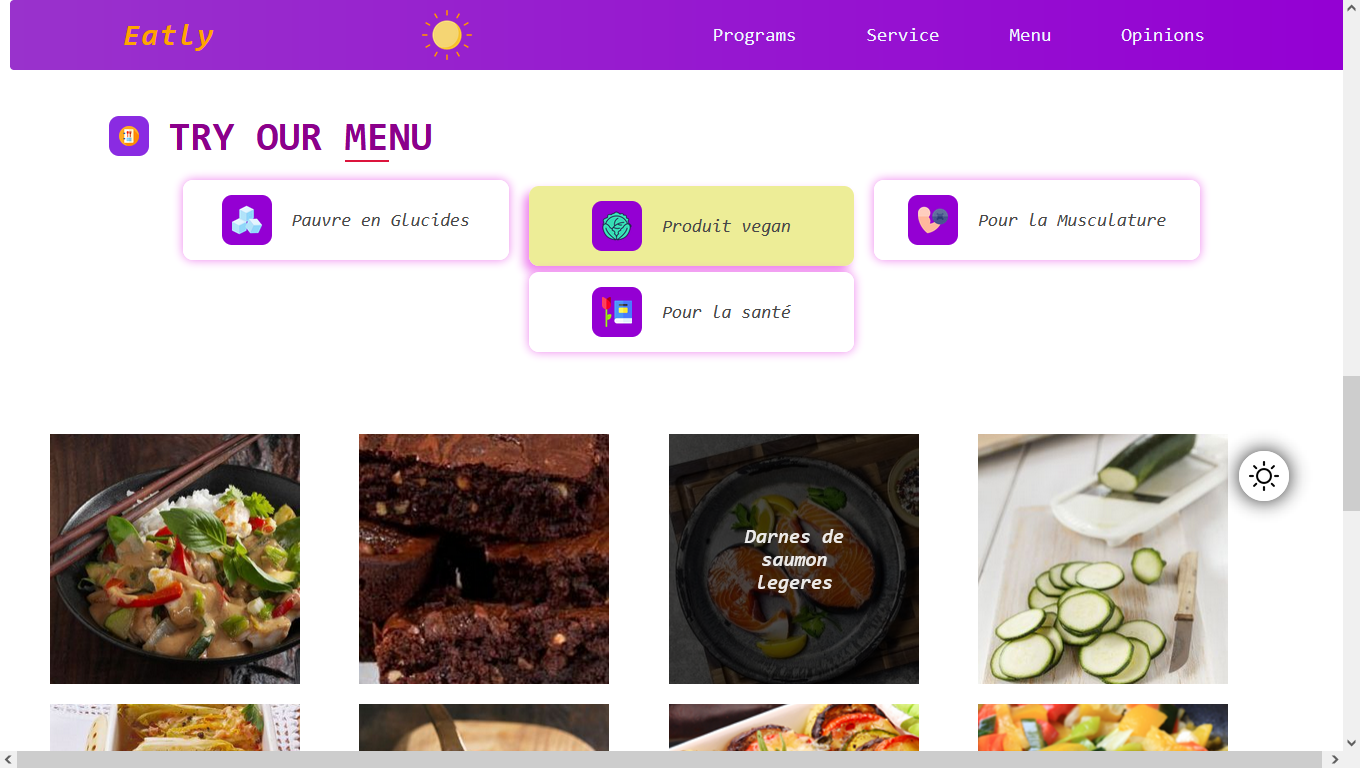 Eatly
Programs
Service
Menu
Opinions
TRY OUR MENU
Pauvre en Glucides
Produit vegan
Pour la Musculature
Pour la santé
Darnes de
saumon
legeres